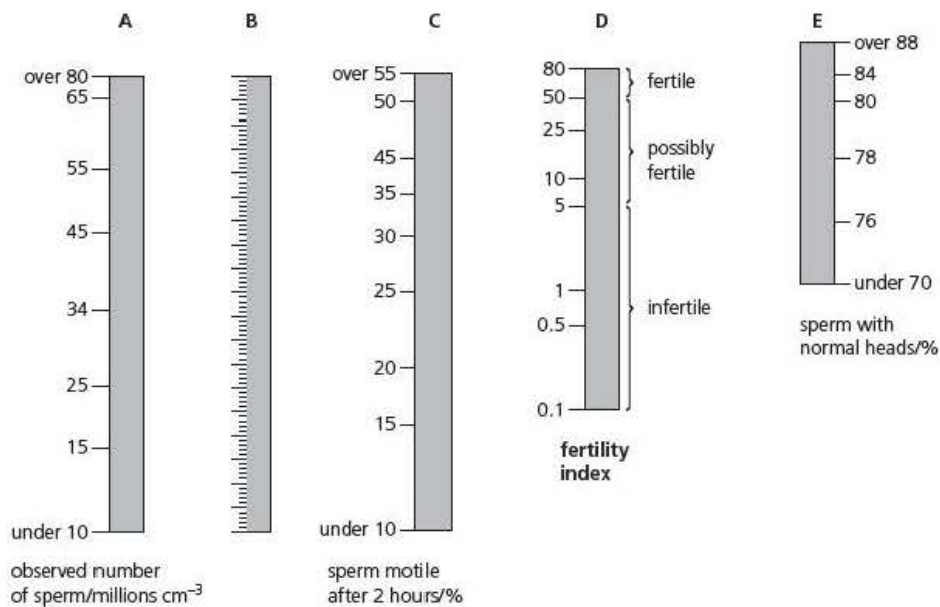 A
B
C
D
E
over 80
65
55
45
34
25
15
under 10
observed number
of sperm/millions cm⁻³
over 55
50
45
35
30
25
20
15
under 10
sperm motile
after 2 hours/%
80
50
25
10
5
1
0.5
0.1
fertile
possibly
fertile
infertile
fertility
index
over 88
84
80
78
76
under 70
sperm with
normal heads/%